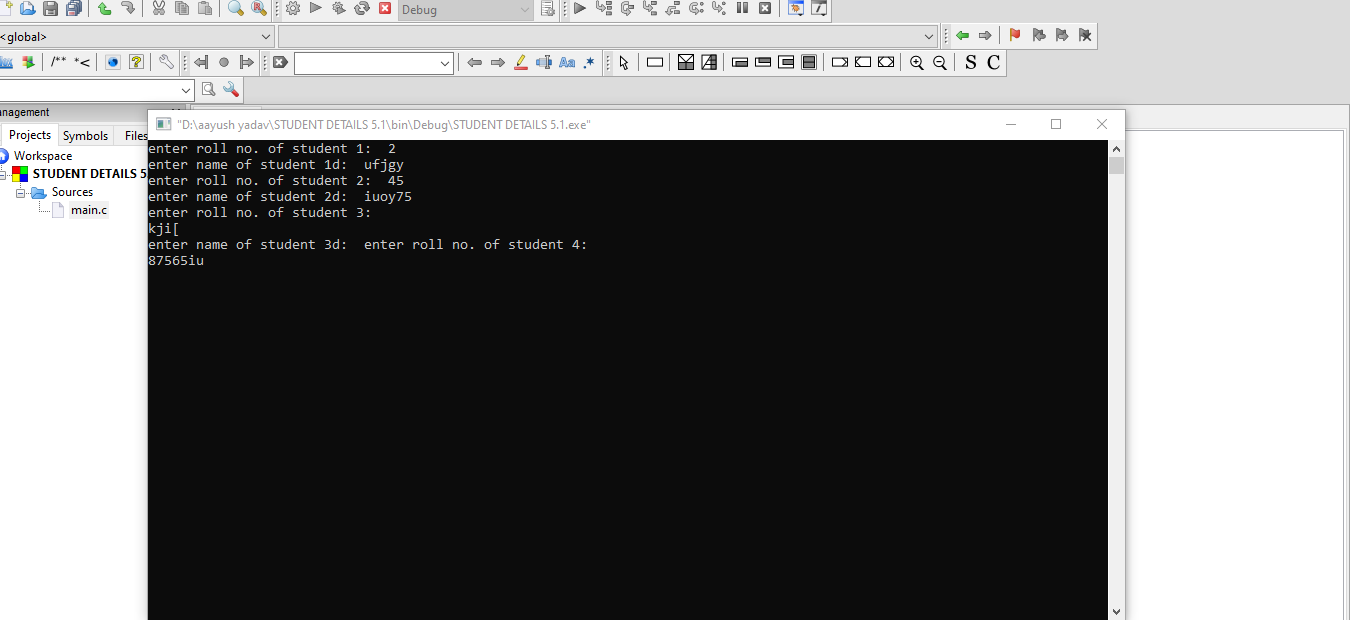 Debug
<global>
/** *<
Aa .*
S C
nagement
"D:\aayush yadav\STUDENT DETAILS 5.1\bin\Debug\STUDENT DETAILS 5.1.exe"
Projects Symbols Files
Workspace
STUDENT DETAILS 5
Sources
main.c
enter roll no. of student 1:  2
enter name of student 1d:  ufjgy
enter roll no. of student 2:  45
enter name of student 2d:  iuoy75
enter roll no. of student 3:
kji[
enter name of student 3d:  enter roll no. of student 4:
87565iu